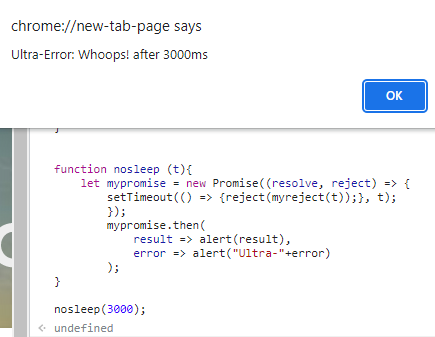 chrome://new-tab-page says
Ultra-Error: Whoops! after 3000ms
OK
function nosleep (t){
let mypromise = new Promise((resolve, reject) => {
setTimeout(() => {reject(myreject(t));}, t);
});
mypromise.then(
result => alert(result),
error => alert("Ultra-"+error)
);
}
nosleep(3000);
undefined